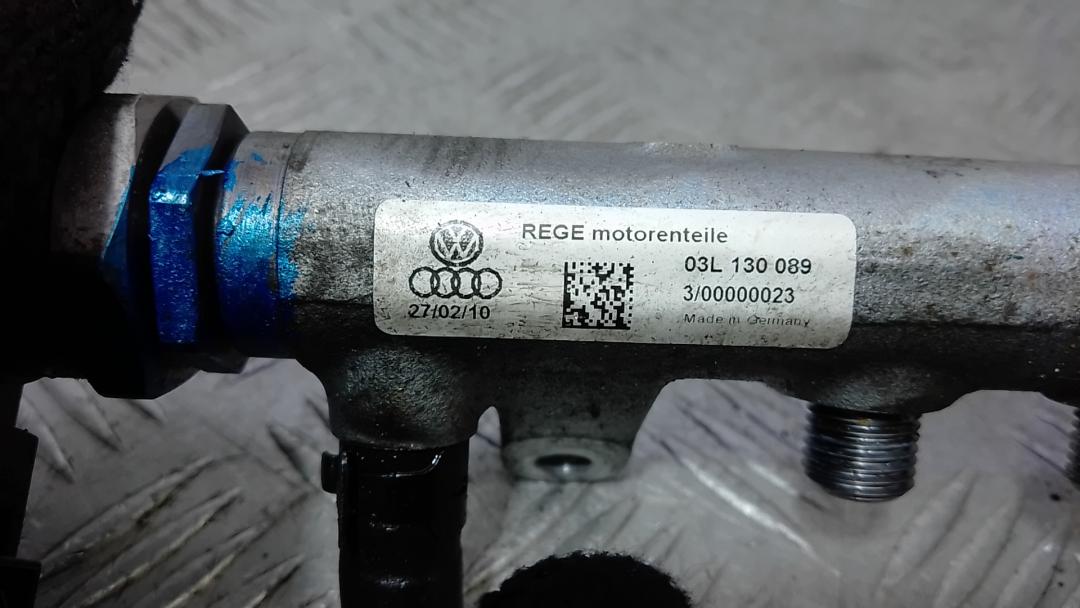 REGE motorenteile
03L 130 089
3/00000023
Made in Germany
27/02/10